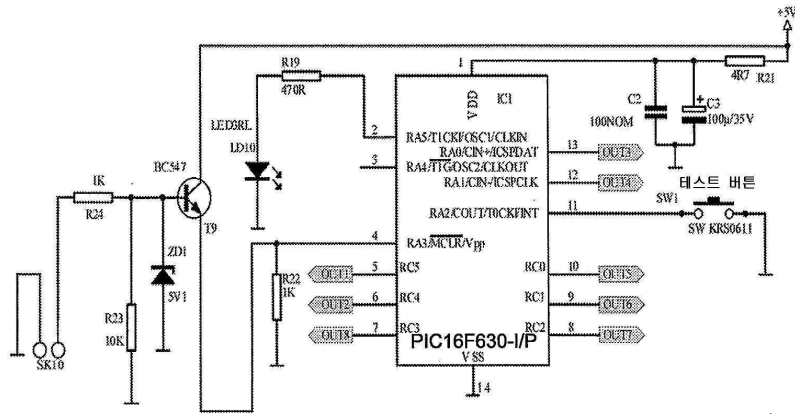 +5V
R19
470R
1
VDD
IC1
4R7
R21
C2
100NOM
C3
100μ/35V
LED3RL
LD10
2
RA5/T1CKI/OSC1/CLKIN
RA0/CIN+/ICSPDAT
13
OUT3
3
RA4/T1G/OSC2/CLKOUT
RA1/CIN-/ICSPCLK
12
OUT4
BC547
1K
R24
T9
RA2/COUT/T0CKI/INT
11
SW1
테스트 버튼
SW KRS0611
4
RA3/MCLR/Vpp
ZD1
5V1
R22
1K
OUT1
5
RC5
RC0
10
OUT5
OUT2
6
RC4
RC1
9
OUT6
R23
10K
OUT8
7
RC3
RC2
8
OUT7
PIC16F630-I/P
VSS
14
SK10